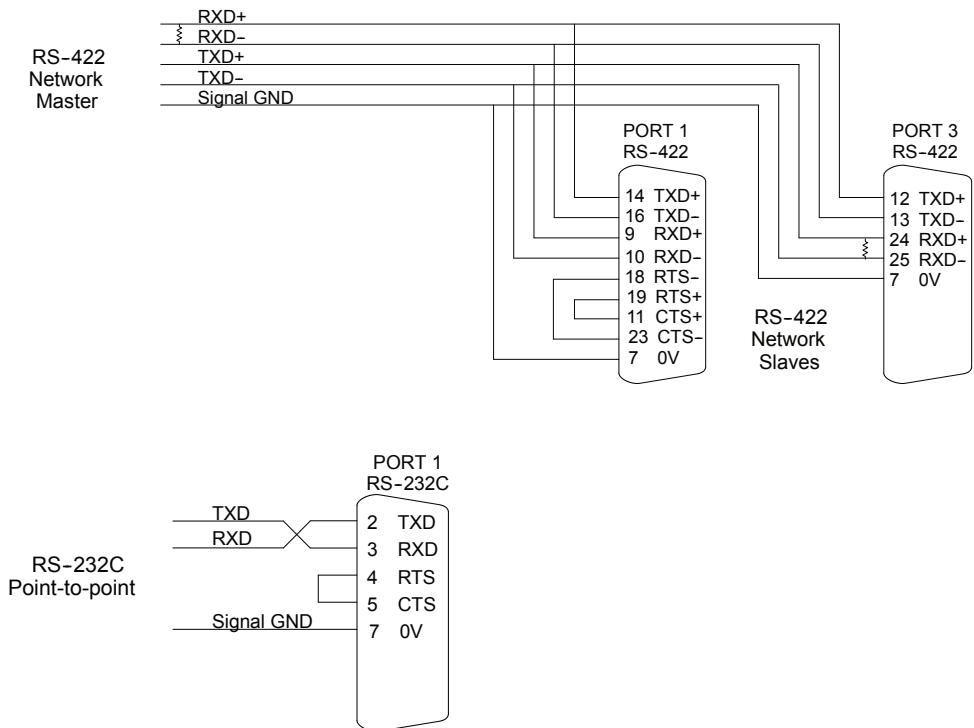 RXD+
RXD–
TXD+
TXD–
Signal GND
RS–422
Network
Master
PORT 1
RS–422
14 TXD+
16 TXD–
9 RXD+
10 RXD–
18 RTS–
19 RTS+
11 CTS+
23 CTS–
7 0V
PORT 3
RS–422
12 TXD+
13 TXD–
24 RXD+
25 RXD–
7 0V
RS–422
Network
Slaves
PORT 1
RS–232C
TXD
RXD
Signal GND
RS–232C
Point-to-point
2 TXD
3 RXD
4 RTS
5 CTS
7 0V